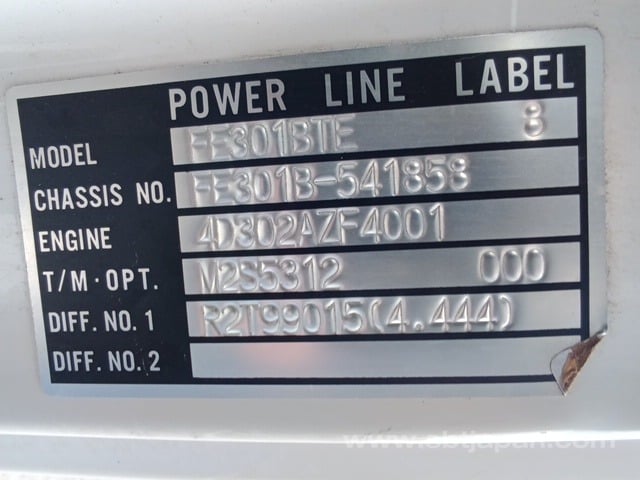 POWER LINE LABEL
MODEL FE301BTE 8
CHASSIS NO. FE301B-541858
ENGINE 4D302AZF4001
T/M·OPT. M2S5312 000
DIFF. NO. 1 R2T99015(4.444)
DIFF. NO. 2
www.sbtjapan.com